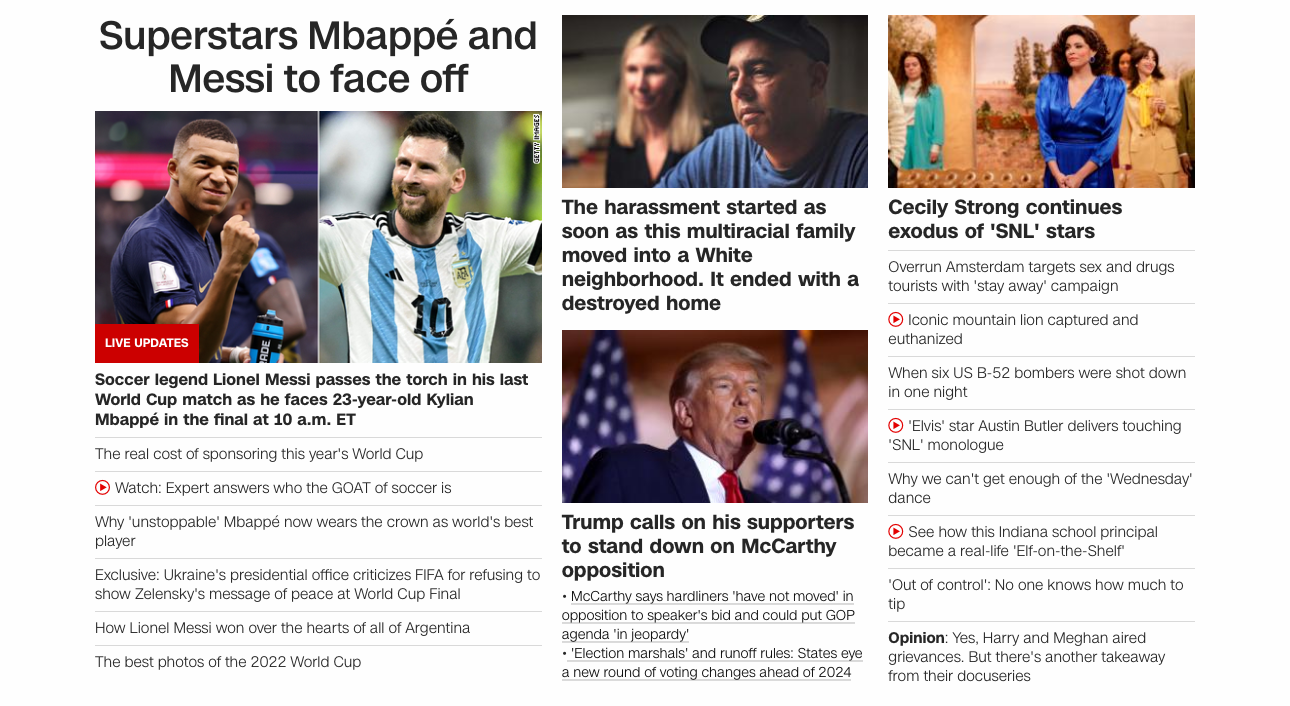 Superstars Mbappé and
Messi to face off
GETTY IMAGES
10
LIVE UPDATES
Soccer legend Lionel Messi passes the torch in his last
World Cup match as he faces 23-year-old Kylian
Mbappé in the final at 10 a.m. ET
The real cost of sponsoring this year's World Cup
Watch: Expert answers who the GOAT of soccer is
Why 'unstoppable' Mbappé now wears the crown as world's best
player
Exclusive: Ukraine's presidential office criticizes FIFA for refusing to
show Zelensky's message of peace at World Cup Final
How Lionel Messi won over the hearts of all of Argentina
The best photos of the 2022 World Cup
The harassment started as
soon as this multiracial family
moved into a White
neighborhood. It ended with a
destroyed home
Trump calls on his supporters
to stand down on McCarthy
opposition
• McCarthy says hardliners 'have not moved' in
opposition to speaker's bid and could put GOP
agenda 'in jeopardy'
• 'Election marshals' and runoff rules: States eye
a new round of voting changes ahead of 2024
Cecily Strong continues
exodus of 'SNL' stars
Overrun Amsterdam targets sex and drugs
tourists with 'stay away' campaign
Iconic mountain lion captured and
euthanized
When six US B-52 bombers were shot down
in one night
'Elvis' star Austin Butler delivers touching
'SNL' monologue
Why we can't get enough of the 'Wednesday'
dance
See how this Indiana school principal
became a real-life 'Elf-on-the-Shelf'
'Out of control': No one knows how much to
tip
Opinion: Yes, Harry and Meghan aired
grievances. But there's another takeaway
from their docuseries